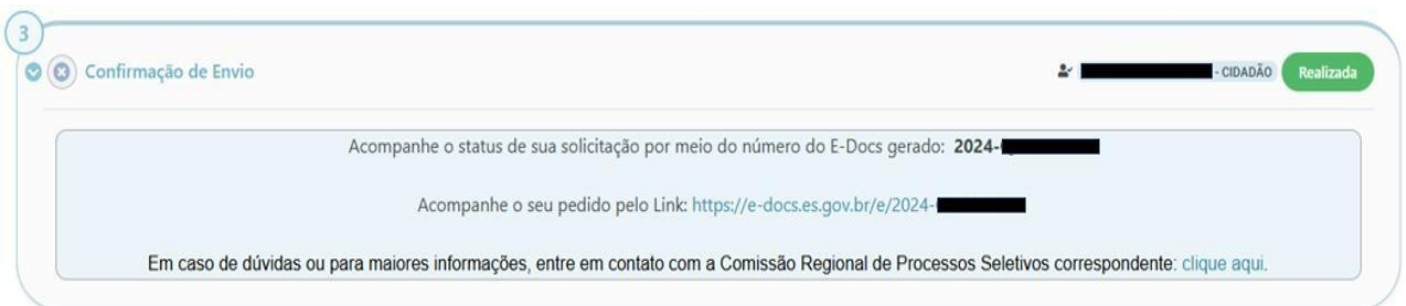 3
Confirmação de Envio
- CIDADÃO
Realizada
Acompanhe o status de sua solicitação por meio do número do E-Docs gerado: 2024-
Acompanhe o seu pedido pelo Link: https://e-docs.es.gov.br/e/2024-
Em caso de dúvidas ou para maiores informações, entre em contato com a Comissão Regional de Processos Seletivos correspondente: clique aqui.